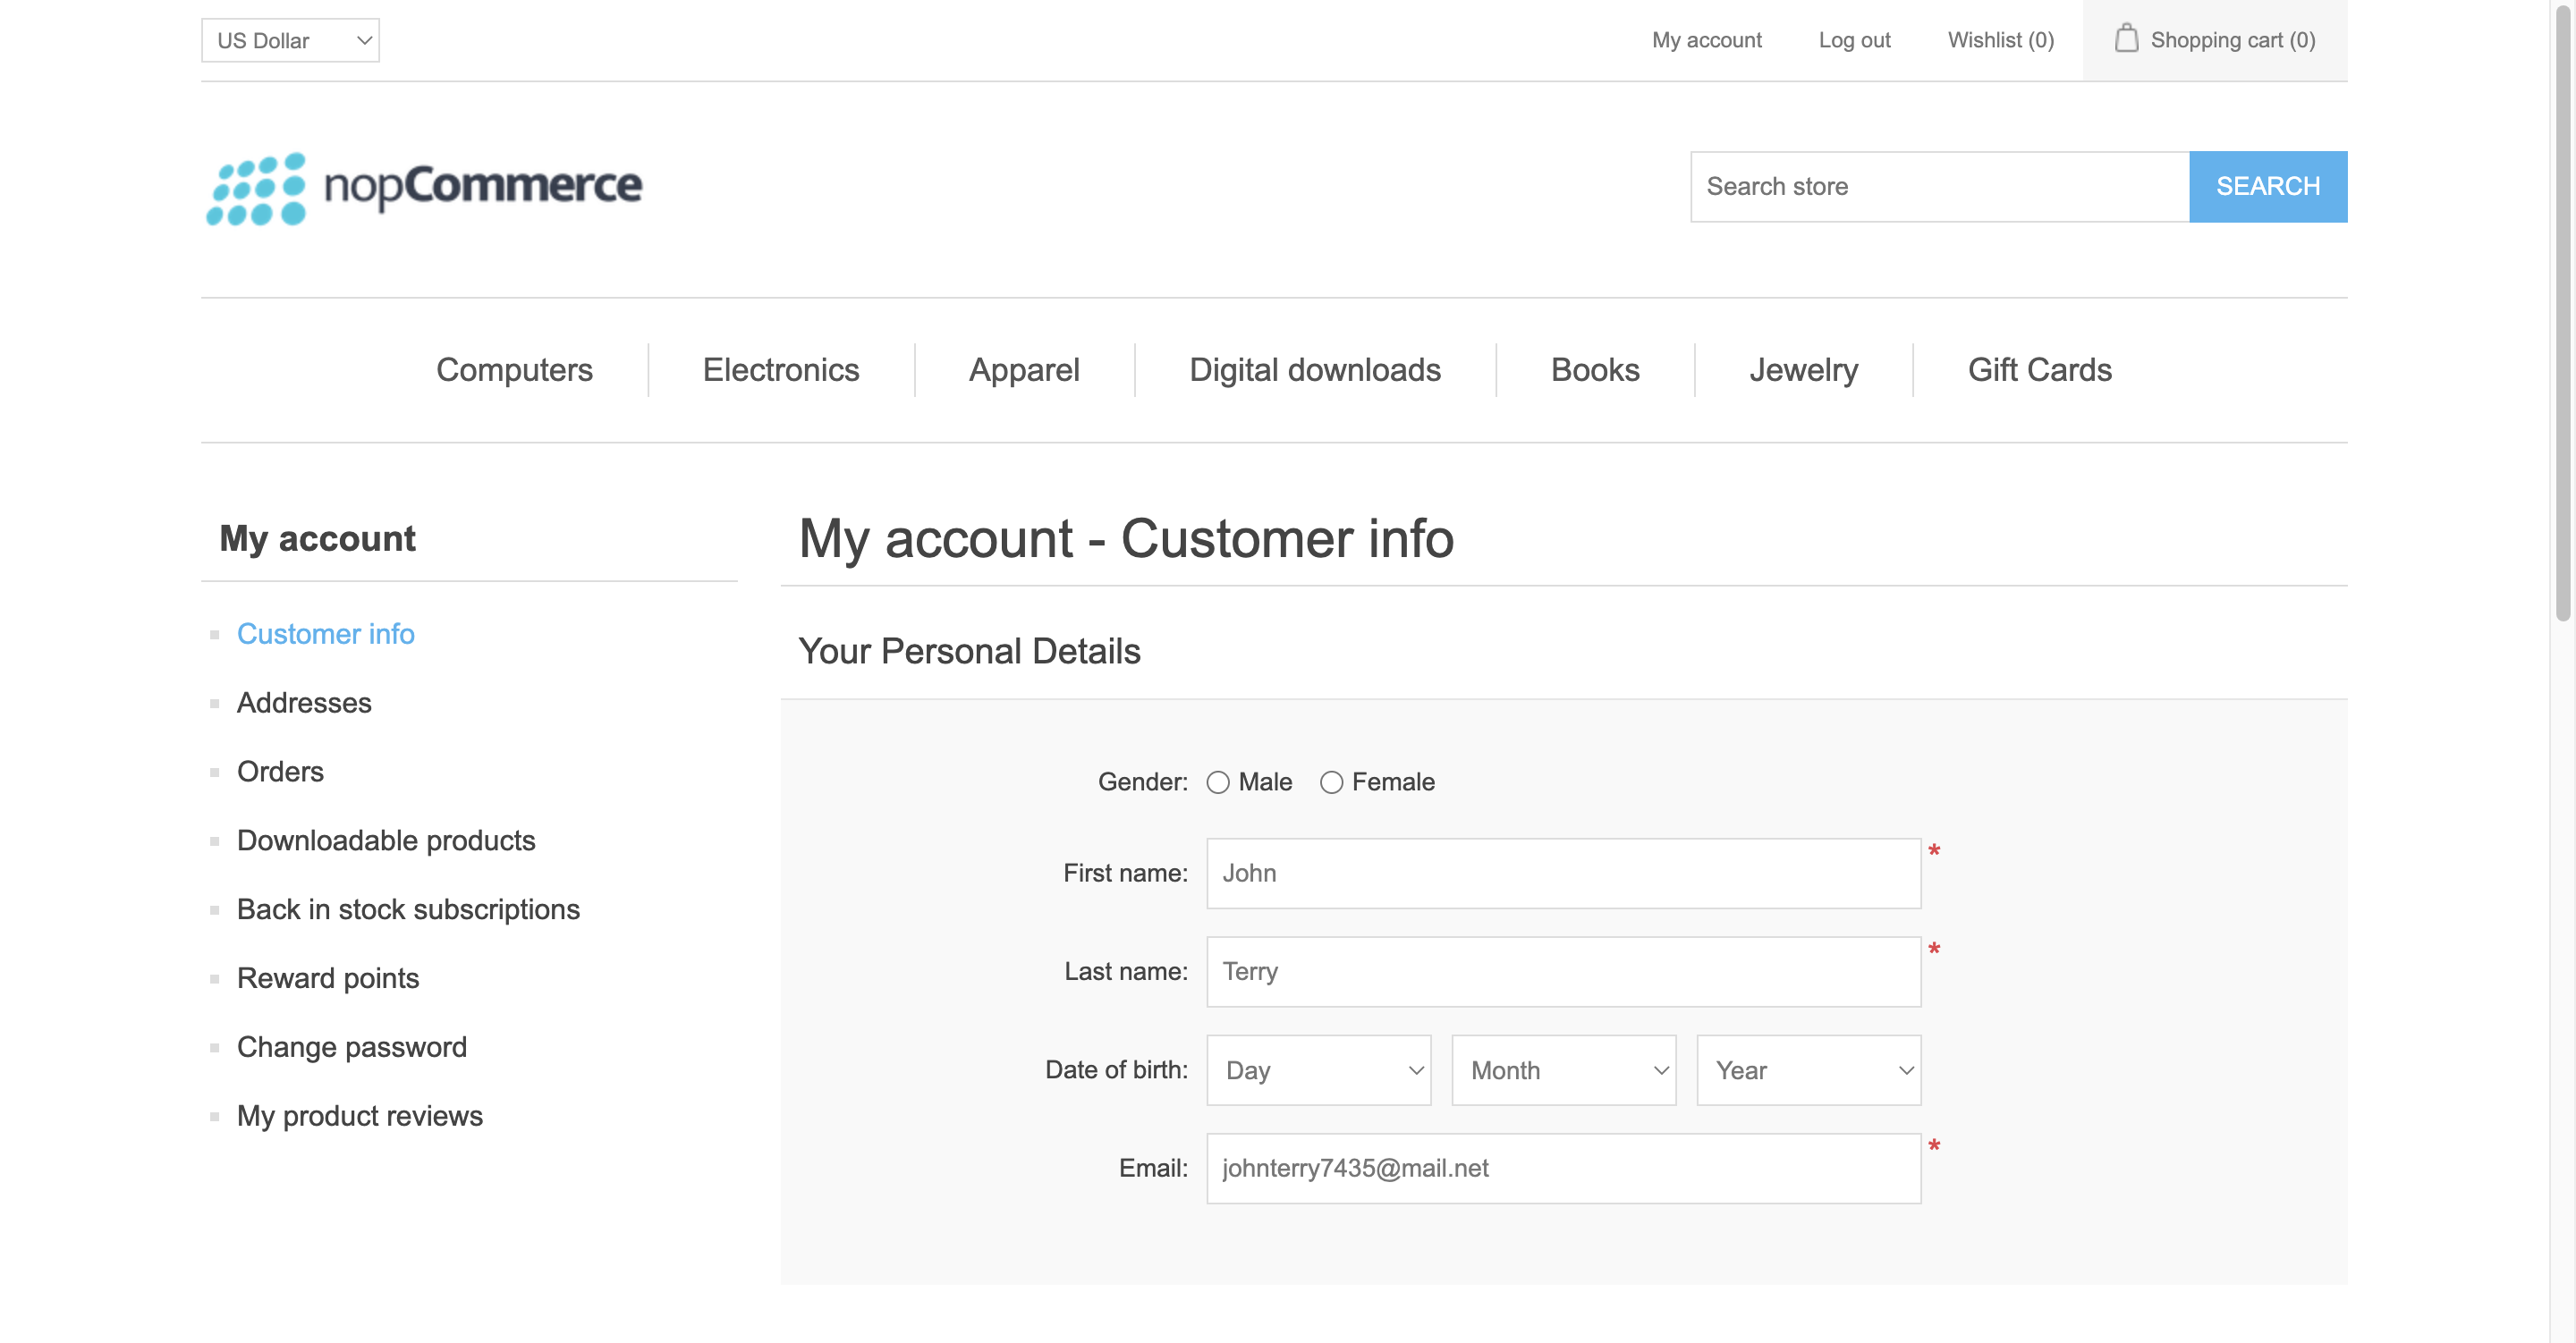 US Dollar
My account Log out Wishlist (0) Shopping cart (0)
nopCommerce
Search store SEARCH
Computers Electronics Apparel Digital downloads Books Jewelry Gift Cards
My account
Customer info
Addresses
Orders
Downloadable products
Back in stock subscriptions
Reward points
Change password
My product reviews
My account - Customer info
Your Personal Details
Gender: Male Female
First name: John *
Last name: Terry *
Date of birth: Day Month Year
Email: johnterry7435@mail.net *